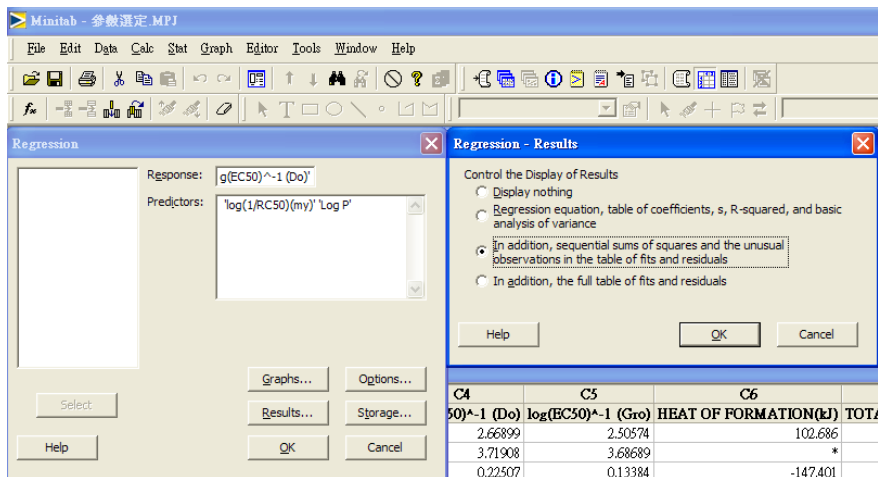 Minitab - 參數選定.MPJ
File Edit Data Calc Stat Graph Editor Tools Window Help
Regression
Response: g(EC50)^-1 (Do)'
Predictors: 'log(1/RC50)(my)' 'Log P'
Graphs... Options...
Select
Results... Storage...
Help OK Cancel
Regression - Results
Control the Display of Results
Display nothing
Regression equation, table of coefficients, s, R-squared, and basic
analysis of variance
In addition, sequential sums of squares and the unusual
observations in the table of fits and residuals
In addition, the full table of fits and residuals
Help OK Cancel
C4 C5 C6
50)^-1 (Do) log(EC50)^-1 (Gro) HEAT OF FORMATION(kJ) TOTA
2.66899 2.50574 102.686
3.71908 3.68689 *
0.22507 0.13384 -147.401